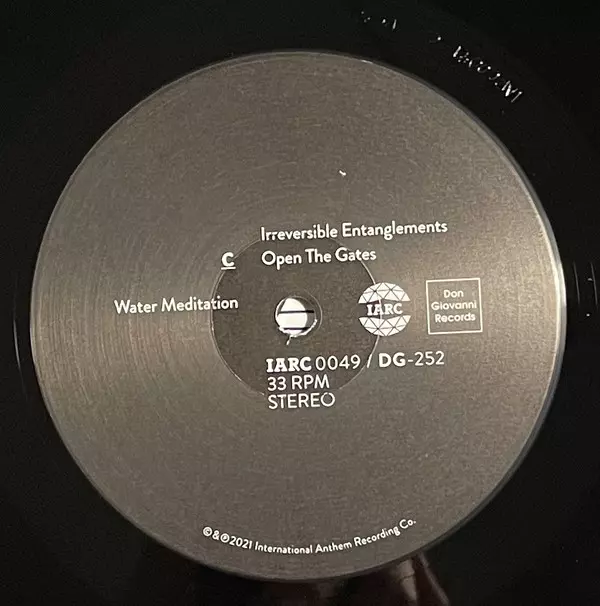 Irreversible Entanglements
C Open The Gates
Water Meditation
IARC
Don
Giovanni
Records
IARC 0049 / DG-252
33 RPM
STEREO
©&℗2021 International Anthem Recording Co.